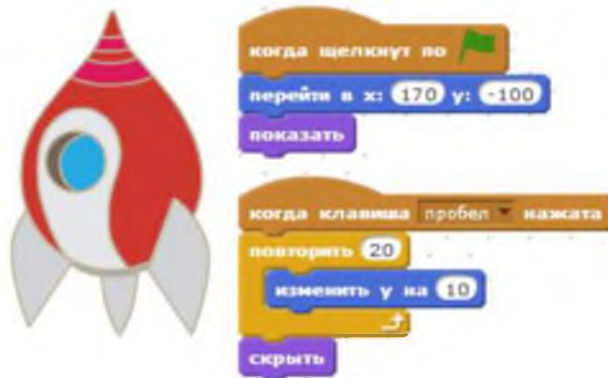 когда щелкнут по
перейти в x: 170 y: -100
показать
когда клавиша пробел нажата
повторить 20
изменить y на 10
скрыть